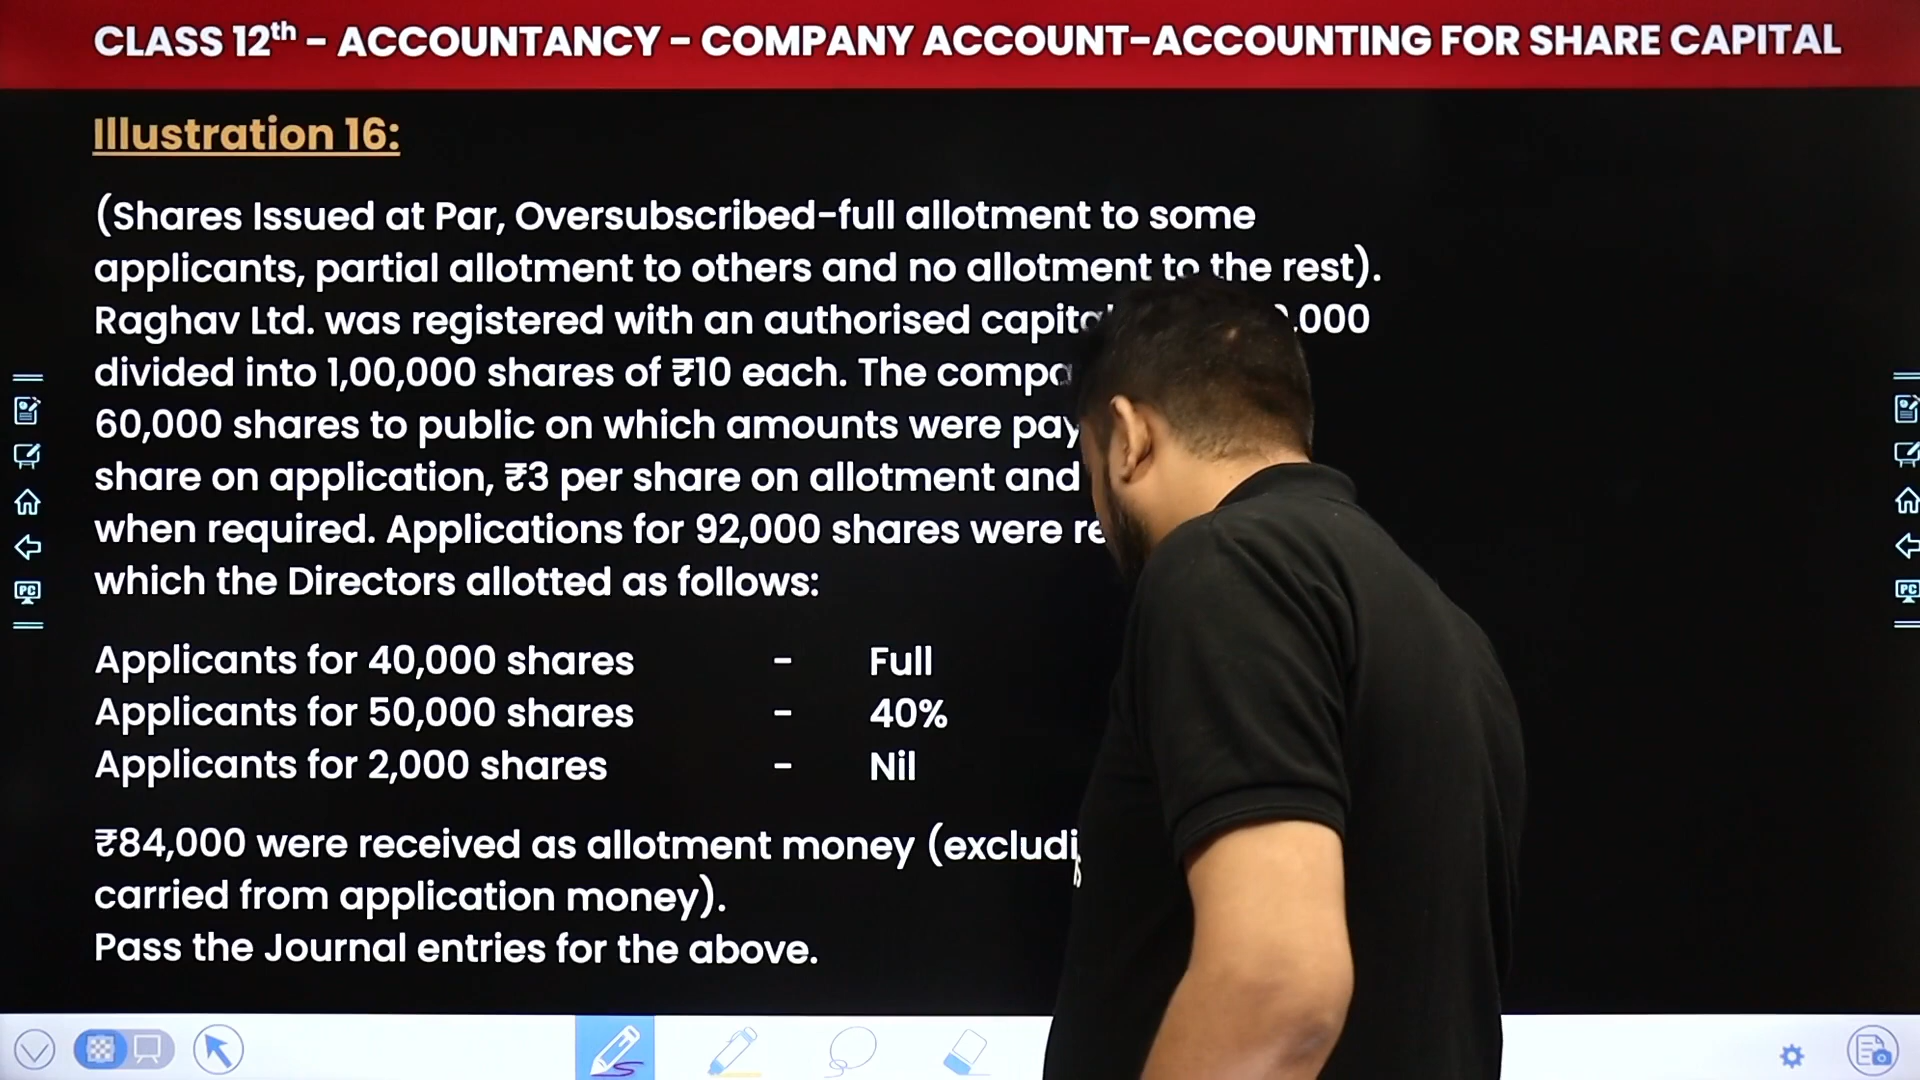 CLASS 12th - ACCOUNTANCY - COMPANY ACCOUNT-ACCOUNTING FOR SHARE CAPITAL
Illustration 16:
(Shares Issued at Par, Oversubscribed-full allotment to some
applicants, partial allotment to others and no allotment to the rest).
Raghav Ltd. was registered with an authorised
divided into 1,00,000 shares of ₹10 each. The
60,000 shares to public on which amounts were
share on application, ₹3 per share on allotment and
when required. Applications for 92,000 shares were
which the Directors allotted as follows:
Applicants for 40,000 shares - Full
Applicants for 50,000 shares - 40%
Applicants for 2,000 shares - Nil
₹84,000 were received as allotment money
carried from application money).
Pass the Journal entries for the above.
PC
PC